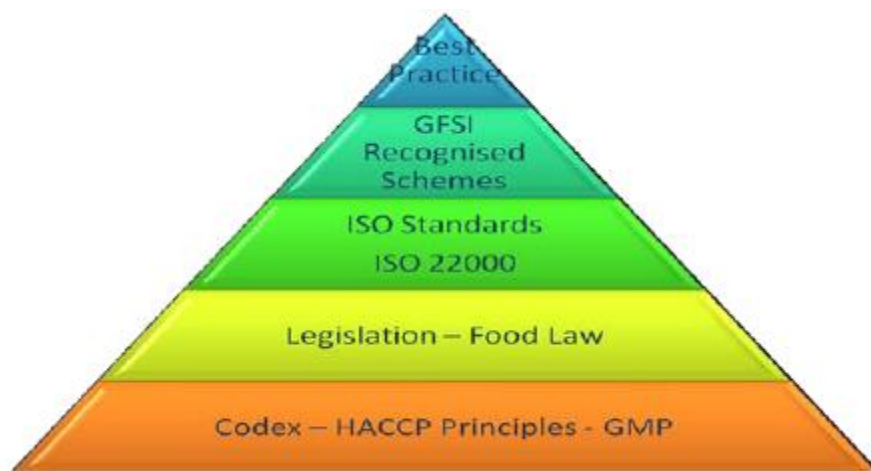 Best
Practice
GFSI
Recognised
Schemes
ISO Standards
ISO 22000
Legislation – Food Law
Codex – HACCP Principles - GMP